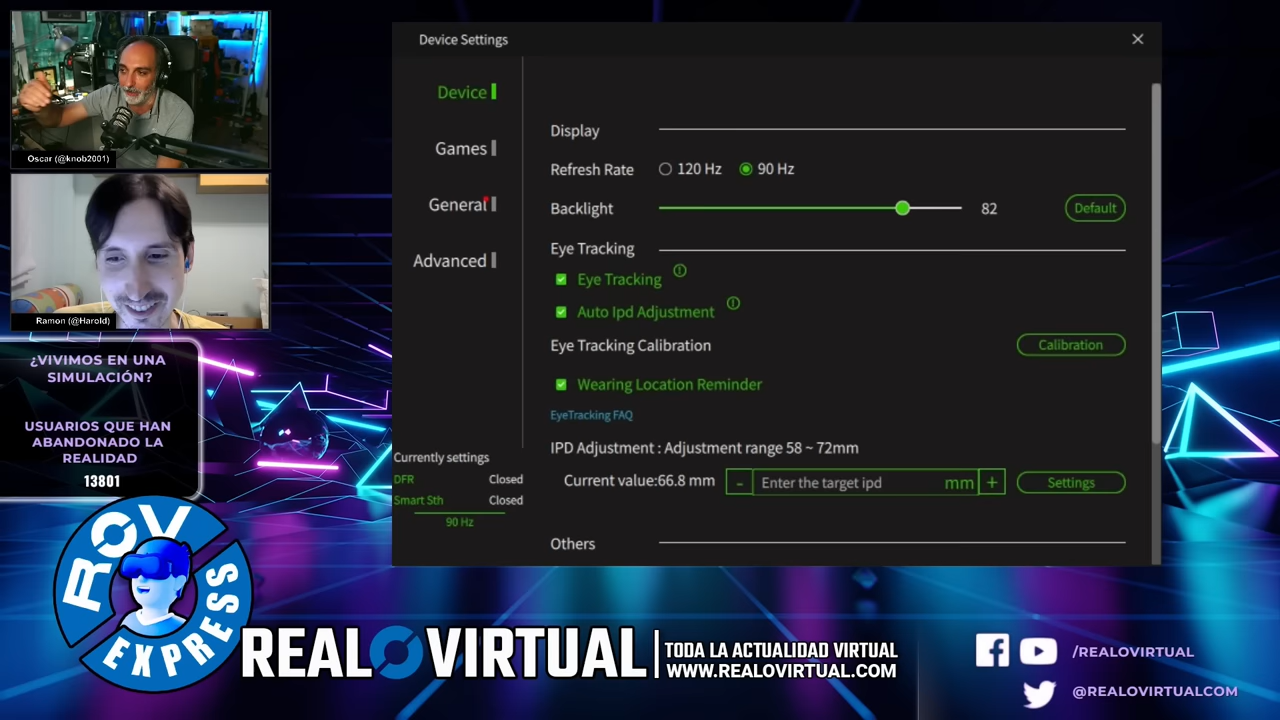 Oscar (@knob2001)
Ramon (@Harold)
¿VIVIMOS EN UNA
SIMULACIÓN?
USUARIOS QUE HAN
ABANDONADO LA
REALIDAD
13801
Device Settings
Device
Games
General
Advanced
Currently settings
DFR Closed
Smart Sth Closed
90 Hz
Display
Refresh Rate 120 Hz 90 Hz
Backlight 82 Default
Eye Tracking
Eye Tracking
Auto Ipd Adjustment
Eye Tracking Calibration Calibration
Wearing Location Reminder
EyeTracking FAQ
IPD Adjustment : Adjustment range 58 ~ 72mm
Current value:66.8 mm - Enter the target ipd mm + Settings
Others
ROV
EXPRESS
REAL O VIRTUAL
TODA LA ACTUALIDAD VIRTUAL
WWW.REALOVIRTUAL.COM
/REALOVIRTUAL
@REALOVIRTUALCOM